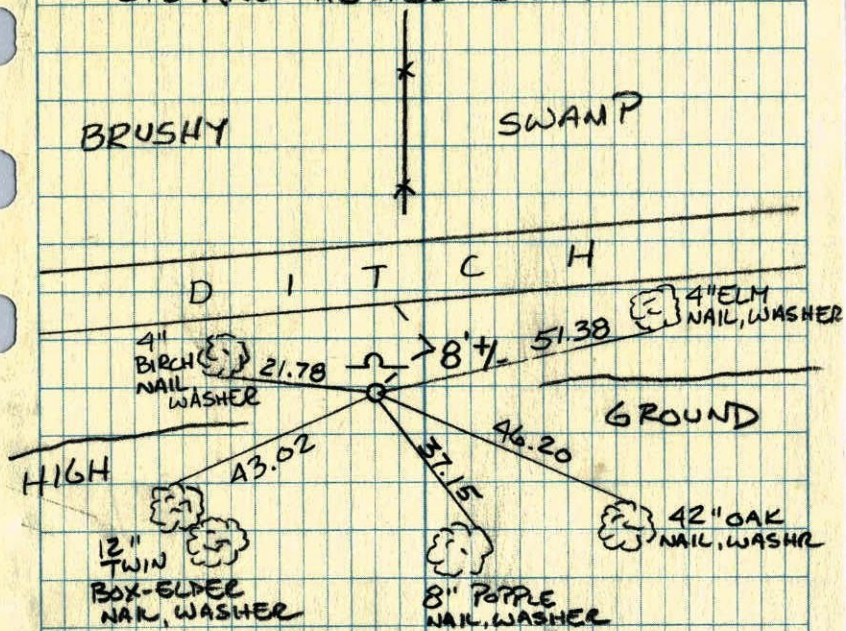 BRUSHY
SWAMP
D I T C H
4" ELM
NAIL, WASHER
4"
BIRCH
NAIL
WASHER
21.78
8' +/-
51.38
GROUND
HIGH
43.02
37.15
46.20
12"
TWIN
BOX-ELDER
NAIL, WASHER
8" POPPLE
NAIL, WASHER
42" OAK
NAIL, WASHR